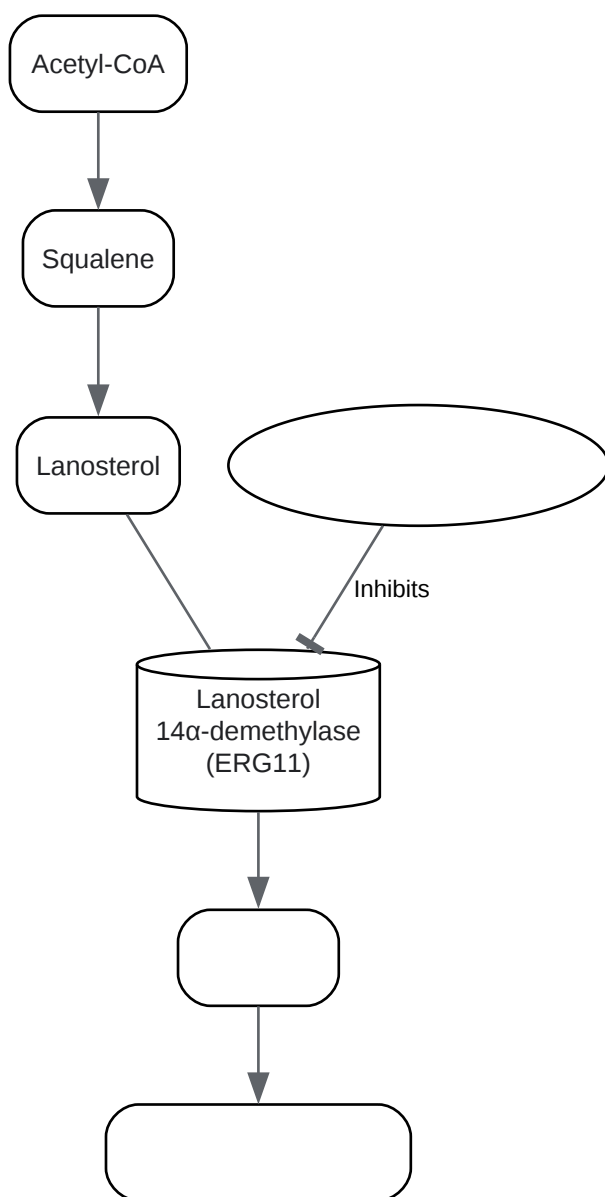 Acetyl-CoA
Squalene
Lanosterol
Inhibits
Lanosterol
14α-demethylase
(ERG11)